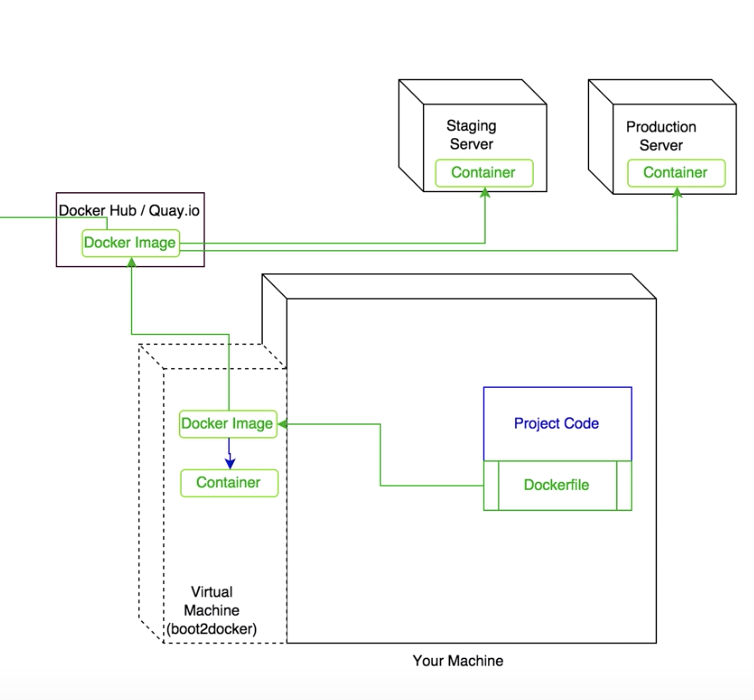 Staging
Server
Container
Production
Server
Container
Docker Hub / Quay.io
Docker Image
Docker Image
Container
Virtual
Machine
(boot2docker)
Project Code
Dockerfile
Your Machine